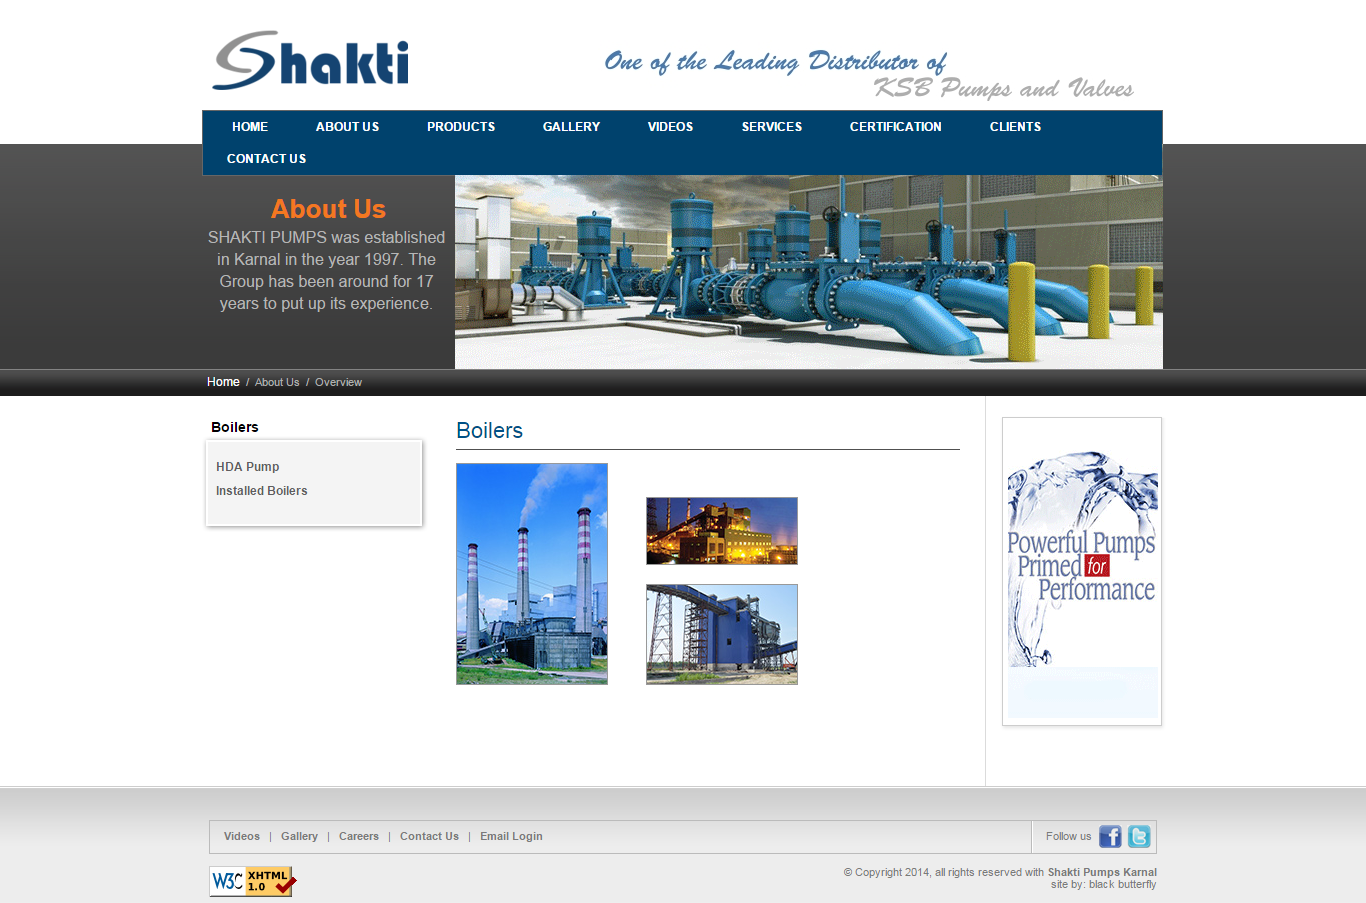 Shakti
One of the Leading Distributor of
KSB Pumps and Valves
HOME ABOUT US PRODUCTS GALLERY VIDEOS SERVICES CERTIFICATION CLIENTS
CONTACT US
About Us
SHAKTI PUMPS was established
in Karnal in the year 1997. The
Group has been around for 17
years to put up its experience.
Home / About Us / Overview
Boilers
HDA Pump
Installed Boilers
Boilers
Powerful Pumps
Primed for
Performance
Videos | Gallery | Careers | Contact Us | Email Login
Follow us
W3C XHTML
1.0
© Copyright 2014, all rights reserved with Shakti Pumps Karnal
site by: black butterfly